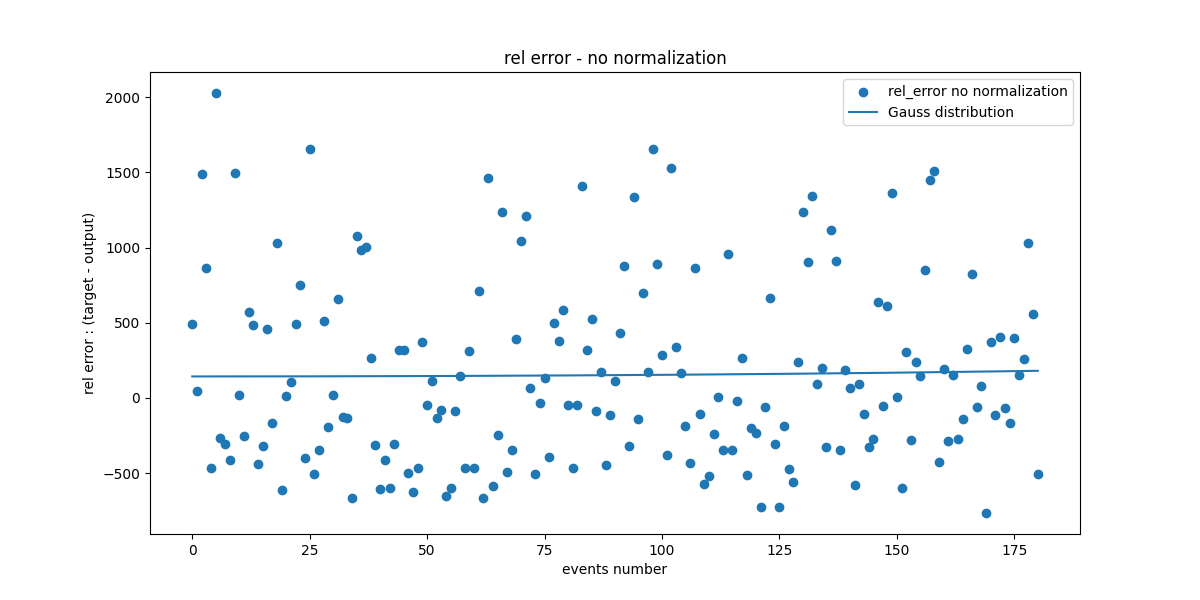 rel error - no normalization
rel_error no normalization
Gauss distribution
rel error : (target - output)
2000
1500
1000
500
0
−500
0 25 50 75 100 125 150 175
events number